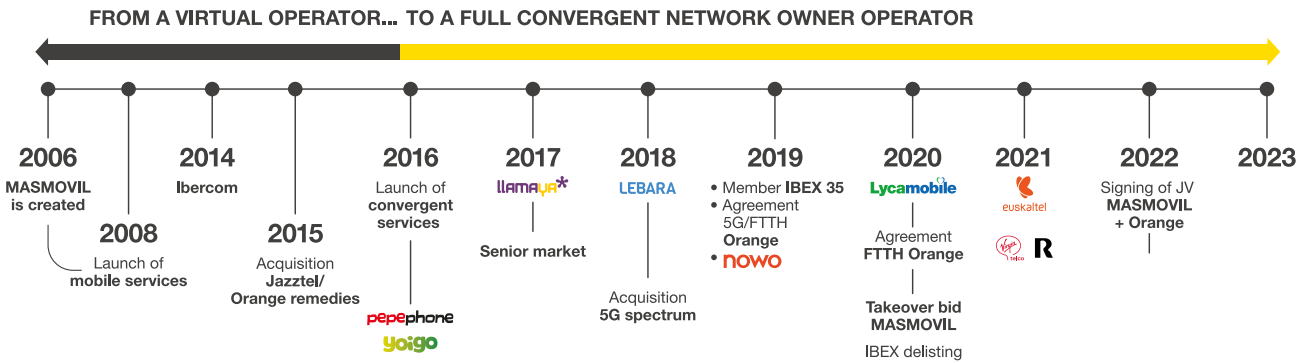 FROM A VIRTUAL OPERATOR... TO A FULL CONVERGENT NETWORK OWNER OPERATOR
2006
MASMOVIL
is created
2008
Launch of
mobile services
2014
Ibercom
2015
Acquisition
Jazztel/
Orange remedies
2016
Launch of
convergent
services
pepephone
yoigo
2017
llamaya*
Senior market
2018
LEBARA
Acquisition
5G spectrum
2019
• Member IBEX 35
• Agreement
5G/FTTH
Orange
• nowo
2020
Lycamobile
Agreement
FTTH Orange
Takeover bid
MASMOVIL
IBEX delisting
2021
euskaltel
Virgin
telco
R
2022
Signing of JV
MASMOVIL
+ Orange
2023